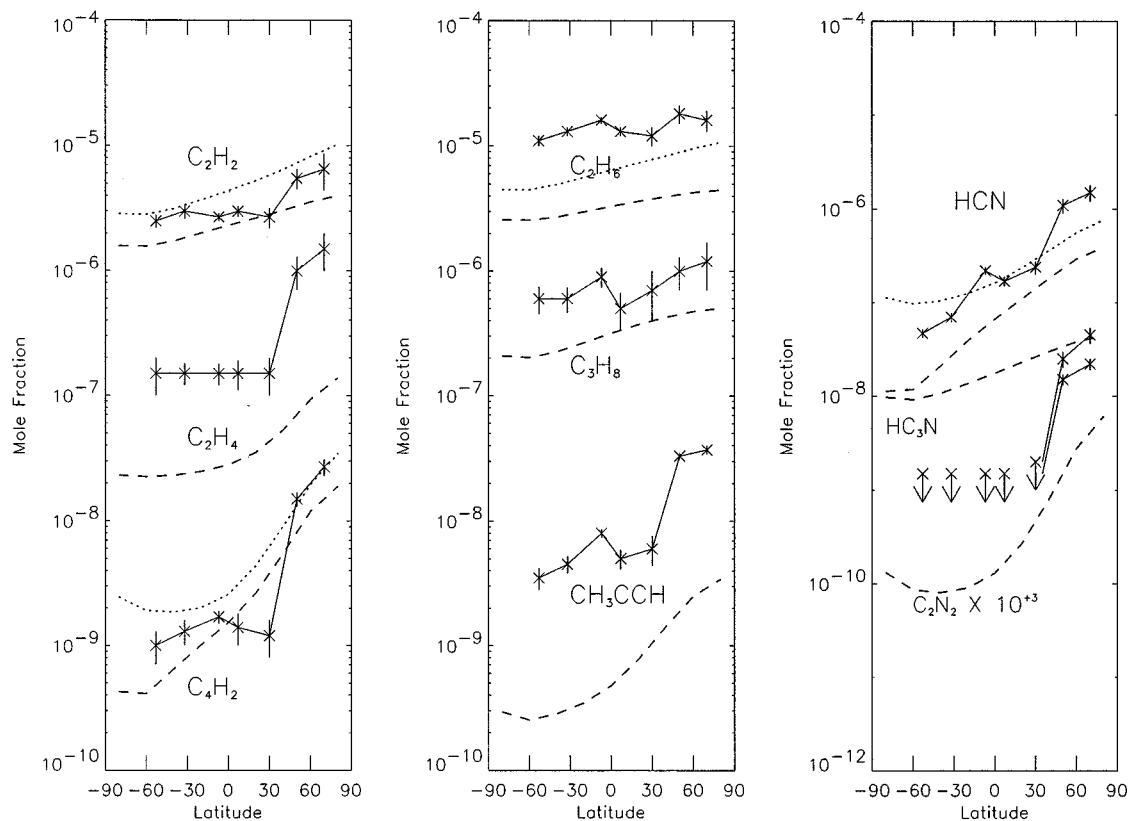 10⁻⁴
10⁻⁵
10⁻⁶
10⁻⁷
10⁻⁸
10⁻⁹
10⁻¹⁰
Mole Fraction
C₂H₂
C₂H₄
C₄H₂
-90 -60 -30 0 30 60 90
Latitude
10⁻⁴
10⁻⁵
10⁻⁶
10⁻⁷
10⁻⁸
10⁻⁹
10⁻¹⁰
Mole Fraction
C₂H₆
C₃H₈
CH₃CCH
-90 -60 -30 0 30 60 90
Latitude
10⁻⁴
10⁻⁶
10⁻⁸
10⁻¹⁰
10⁻¹²
Mole Fraction
HCN
HC₃N
C₂N₂ X 10⁺³
-90 -60 -30 0 30 60 90
Latitude